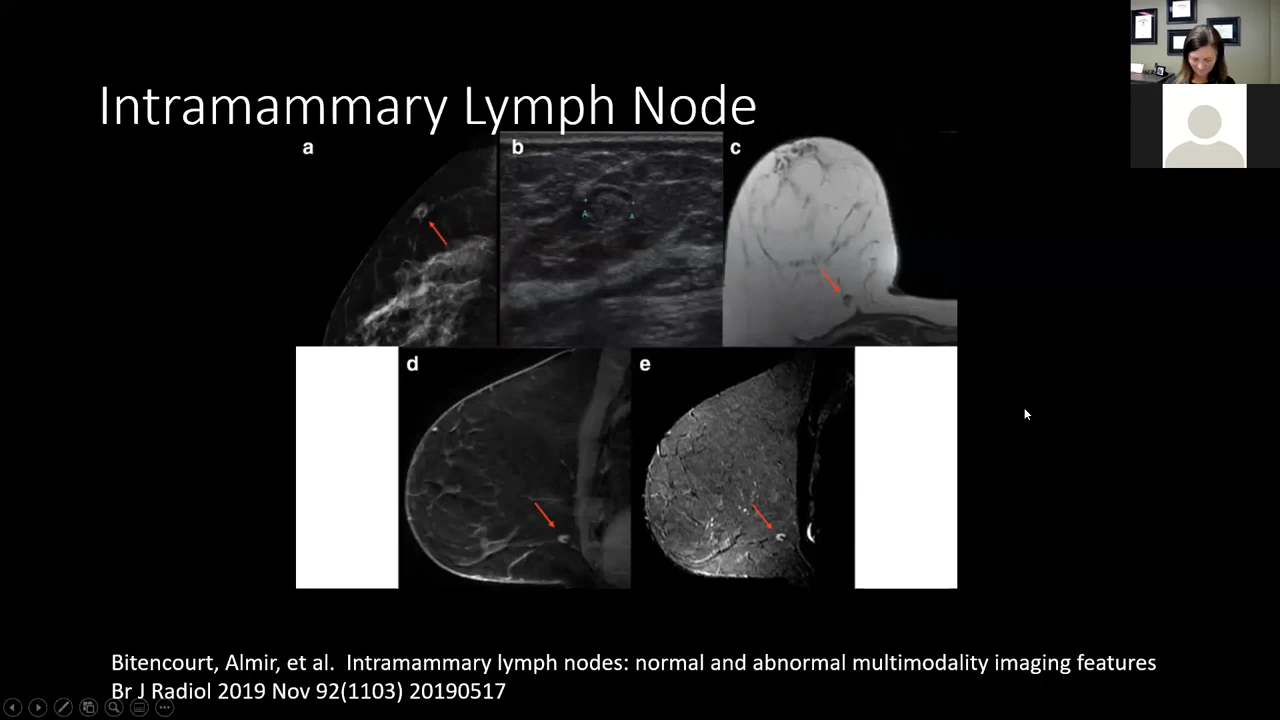 Intramammary Lymph Node
a
b
c
A
A
d
e
Bitencourt, Almir, et al. Intramammary lymph nodes: normal and abnormal multimodality imaging features
Br J Radiol 2019 Nov 92(1103) 20190517